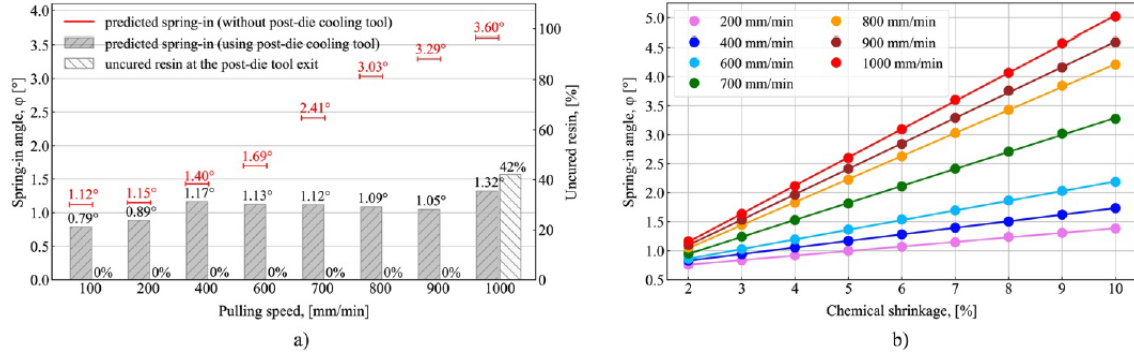 4.0
3.5
3.0
2.5
2.0
1.5
1.0
0.5
0.0
Spring-in angle, φ [°]
predicted spring-in (without post-die cooling tool)
predicted spring-in (using post-die cooling tool)
uncured resin at the post-die tool exit
1.12°
1.15°
1.40°
1.69°
2.41°
3.03°
3.29°
3.60°
0.79°
0.89°
1.17°
1.13°
1.12°
1.09°
1.05°
1.32°
42%
0% 0% 0% 0% 0% 0% 0%
100 200 400 600 700 800 900 1000
Pulling speed, [mm/min]
100
80
60
40
20
0
Uncured resin, [%]
a)
5.0
4.5
4.0
3.5
3.0
2.5
2.0
1.5
1.0
0.5
Spring-in angle, φ [°]
200 mm/min
400 mm/min
600 mm/min
700 mm/min
800 mm/min
900 mm/min
1000 mm/min
2 3 4 5 6 7 8 9 10
Chemical shrinkage, [%]
b)